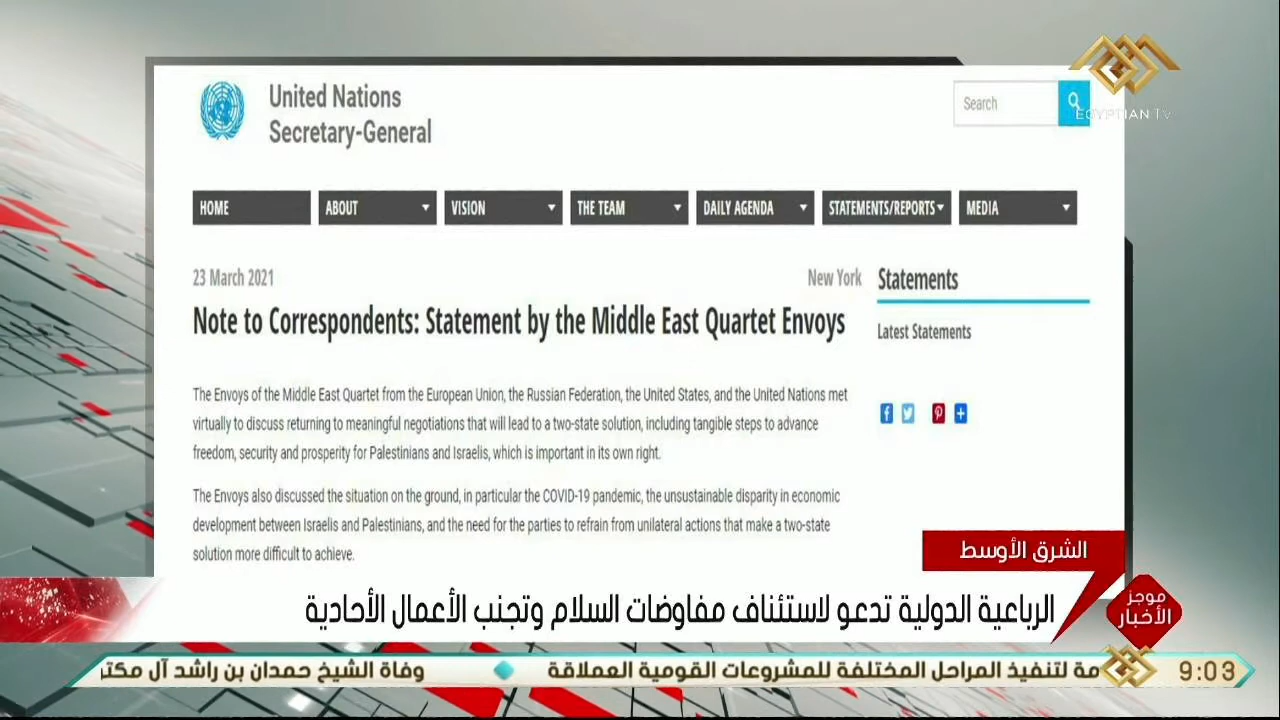 United Nations
Secretary-General
Search
EGYPTIAN Tv
HOME
ABOUT
VISION
THE TEAM
DAILY AGENDA
STATEMENTS/REPORTS
MEDIA
23 March 2021
New York
Statements
Note to Correspondents: Statement by the Middle East Quartet Envoys
Latest Statements
The Envoys of the Middle East Quartet from the European Union, the Russian Federation, the United States, and the United Nations met
virtually to discuss returning to meaningful negotiations that will lead to a two-state solution, including tangible steps to advance
freedom, security and prosperity for Palestinians and Israelis, which is important in its own right.
The Envoys also discussed the situation on the ground, in particular the COVID-19 pandemic, the unsustainable disparity in economic
development between Israelis and Palestinians, and the need for the parties to refrain from unilateral actions that make a two-state
solution more difficult to achieve.
الشرق الأوسط
موجز
الأخبار
الرباعية الدولية تدعو لاستئناف مفاوضات السلام وتجنب الأعمال الأحادية
9:03
مة لتنفيذ المراحل المختلفة للمشروعات القومية العملاقة
وفاة الشيخ حمدان بن راشد آل مكتر